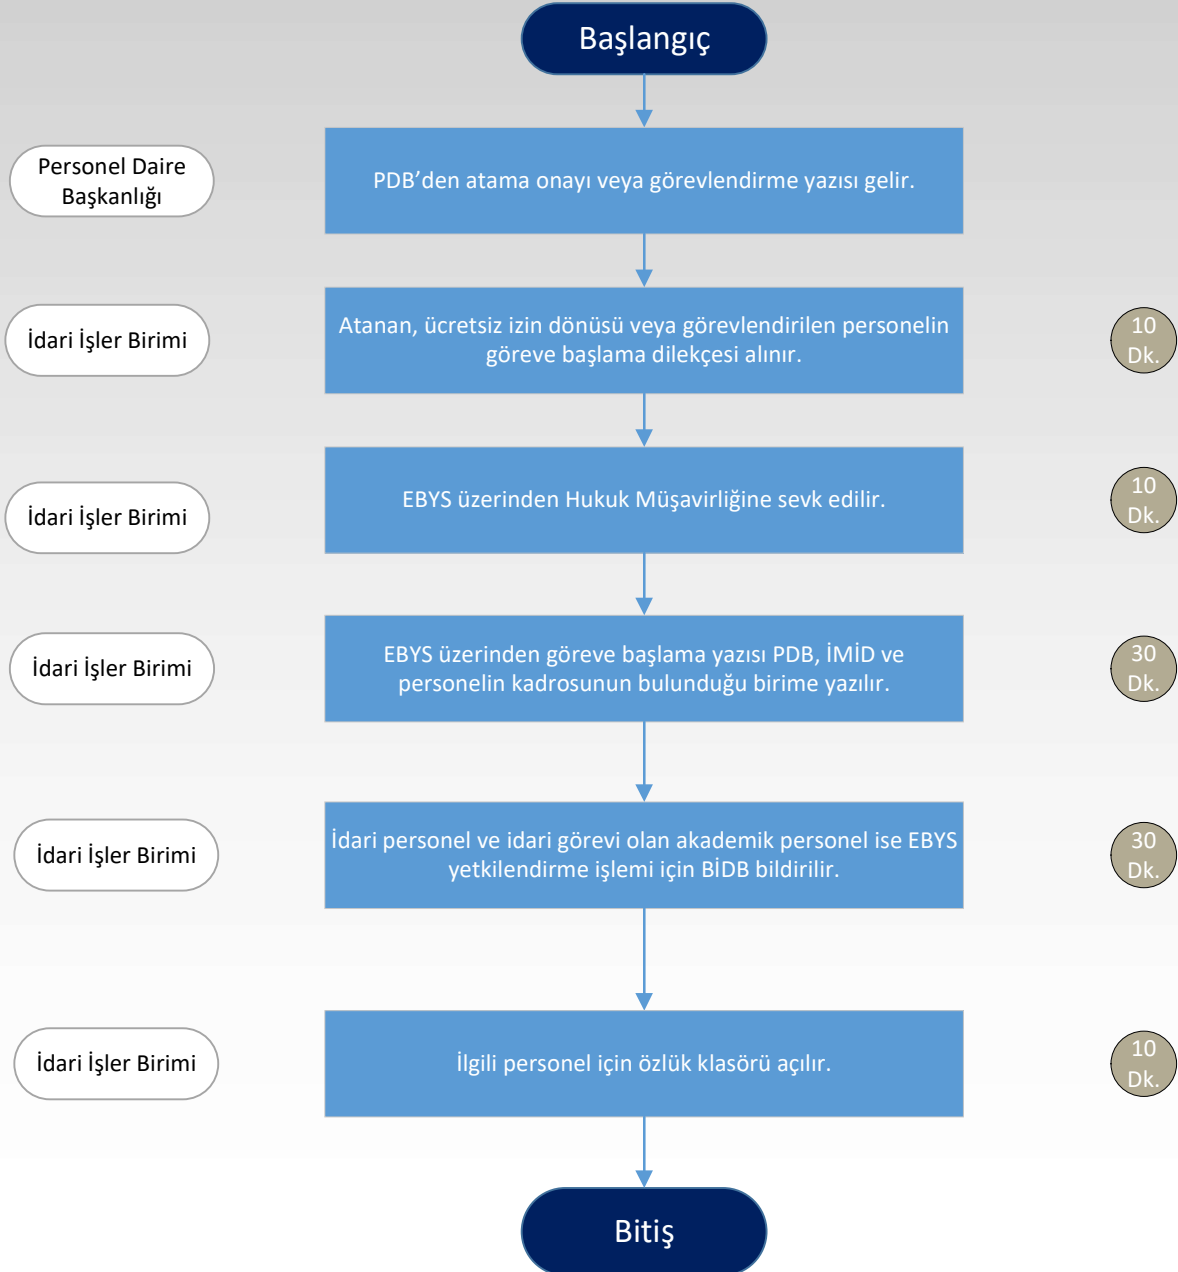 Başlangıç
Personel Daire
Başkanlığı
PDB’den atama onayı veya görevlendirme yazısı gelir.
İdari İşler Birimi
Atanan, ücretsiz izin dönüsü veya görevlendirilen personelin
göreve başlama dilekçesi alınır.
10
Dk.
İdari İşler Birimi
EBYS üzerinden Hukuk Müşavirliğine sevk edilir.
10
Dk.
İdari İşler Birimi
EBYS üzerinden göreve başlama yazısı PDB, İMİD ve
personelin kadrosunun bulunduğu birime yazılır.
30
Dk.
İdari İşler Birimi
İdari personel ve idari görevi olan akademik personel ise EBYS
yetkilendirme işlemi için BİDB bildirilir.
30
Dk.
İdari İşler Birimi
İlgili personel için özlük klasörü açılır.
10
Dk.
Bitiş